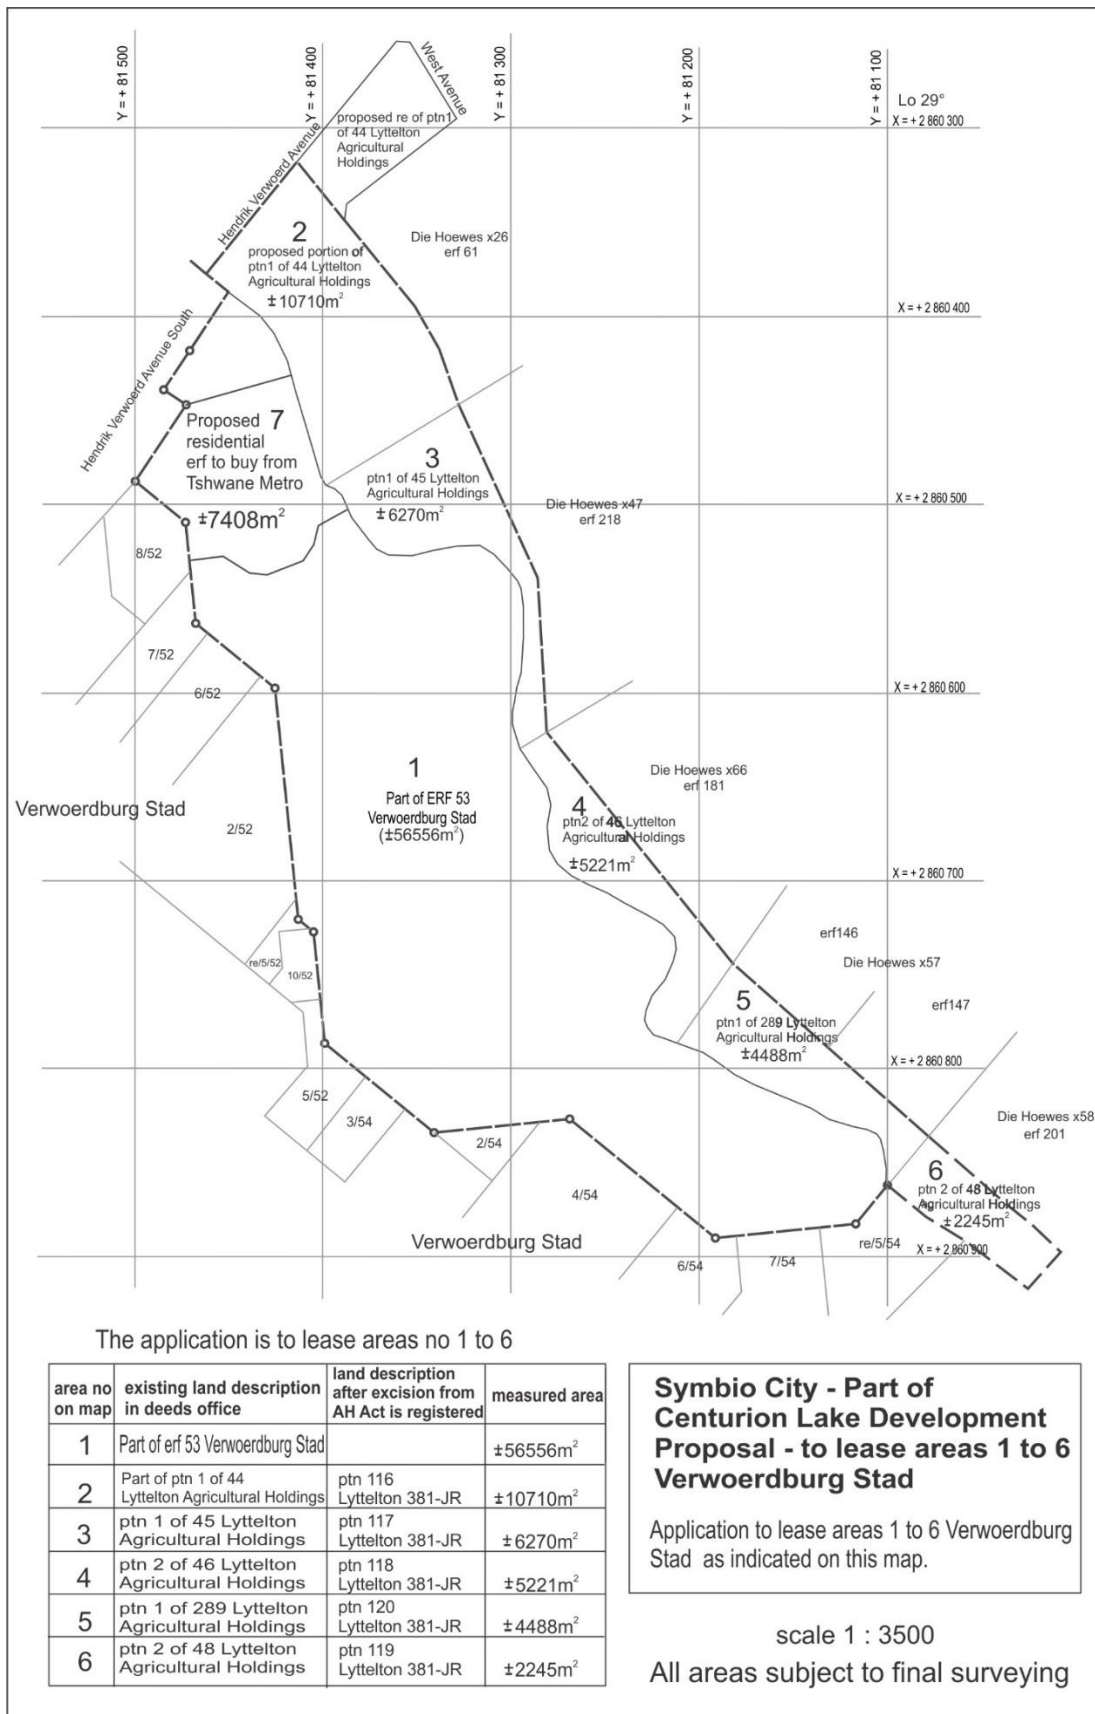 Y = + 81 500
Y = + 81 400
Y = + 81 300
Y = + 81 200
Y = + 81 100
Lo 29°
X = + 2 860 300
West Avenue
proposed re of ptn1
of 44 Lyttelton
Agricultural
Holdings
Hendrik Verwoerd Avenue
2
proposed portion of
ptn1 of 44 Lyttelton
Agricultural Holdings
±10710m²
Die Hoewes x26
erf 61
X = + 2 860 400
Hendrik Verwoerd Avenue South
Proposed 7
residential
erf to buy from
Tshwane Metro
±7408m²
3
ptn1 of 45 Lyttelton
Agricultural Holdings
±6270m²
X = + 2 860 500
Die Hoewes x47
erf 218
8/52
7/52
6/52
X = + 2 860 600
1
Part of ERF 53
Verwoerdburg Stad
(±56556m²)
Die Hoewes x66
erf 181
4
ptn2 of 46 Lyttelton
Agricultural Holdings
±5221m²
Verwoerdburg Stad
2/52
X = + 2 860 700
erf146
Die Hoewes x57
erf147
re/5/52
10/52
5
ptn1 of 289 Lyttelton
Agricultural Holdings
±4488m²
X = + 2 860 800
5/52
3/54
2/54
4/54
Die Hoewes x58
erf 201
6
ptn 2 of 48 Lyttelton
Agricultural Holdings
±2245m²
Verwoerdburg Stad
6/54
7/54
re/5/54
X = + 2 860 900
The application is to lease areas no 1 to 6
area no on map
existing land description in deeds office
land description after excision from AH Act is registered
measured area
1 Part of erf 53 Verwoerdburg Stad ±56556m²
2 Part of ptn 1 of 44 Lyttelton Agricultural Holdings ptn 116 Lyttelton 381-JR ±10710m²
3 ptn 1 of 45 Lyttelton Agricultural Holdings ptn 117 Lyttelton 381-JR ±6270m²
4 ptn 2 of 46 Lyttelton Agricultural Holdings ptn 118 Lyttelton 381-JR ±5221m²
5 ptn 1 of 289 Lyttelton Agricultural Holdings ptn 120 Lyttelton 381-JR ±4488m²
6 ptn 2 of 48 Lyttelton Agricultural Holdings ptn 119 Lyttelton 381-JR ±2245m²
Symbio City - Part of
Centurion Lake Development
Proposal - to lease areas 1 to 6
Verwoerdburg Stad
Application to lease areas 1 to 6 Verwoerdburg
Stad as indicated on this map.
scale 1 : 3500
All areas subject to final surveying